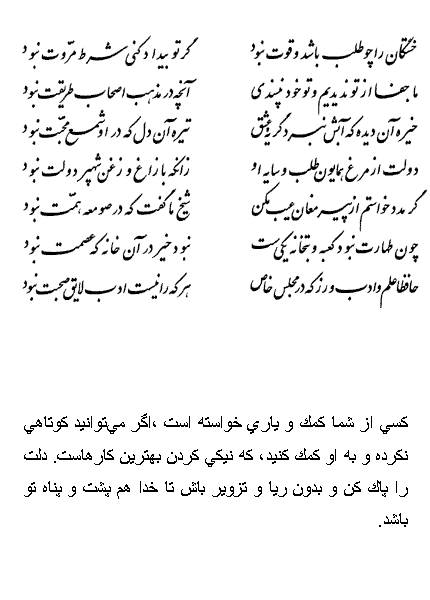 خستگان را چو طلب باشد و قوت نبود گر تو بیداد کنی شرط مروّت نبود
ما جفا از تو ندیدیم و تو خود نپسندی آنچه در مذهب اصحاب طریقت نبود
خیره آن دیده که آبش نبرد گریه عشق تیره آن دل که در او شمع محبّت نبود
دولت از مرغ همایون طلب و سایه او زانکه با زاغ و زغن شهپر دولت نبود
گر مدد خواستم از پیر مغان عیب مکن شیخ ما گفت که در صومعه همّت نبود
چون طهارت نبود کعبه و بتخانه یکی‌ست نبود خیر در آن خانه که عصمت نبود
حافظا علم و ادب ورز که در مجلس خاص هر که را نیست ادب لایق صحبت نبود
كسي از شما كمك و ياري خواسته است ،اگر مي‌توانيد كوتاهي
نكرده و به او كمك كنيد، كه نيكي كردن بهترين كارهاست. دلت
را پاك كن و بدون ريا و تزوير باش تا خدا هم پشت و پناه تو
باشد.